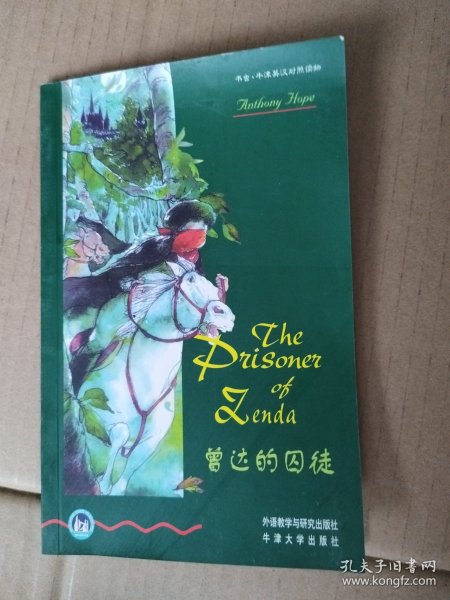 书虫·牛津英汉对照读物
Anthony Hope
The
Prisoner
of
Zenda
曾达的囚徒
外语教学与研究出版社
牛津大学出版社
孔夫子旧书网
www.kongfz.com